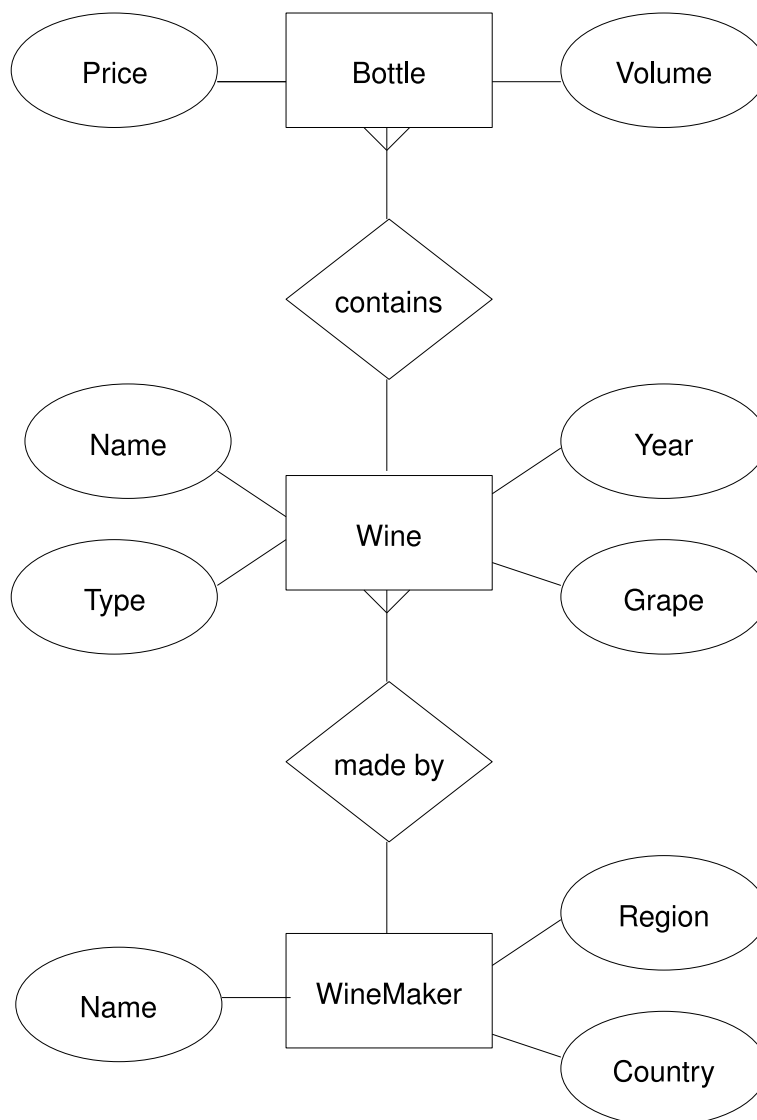 Price
Bottle
Volume
contains
Name
Year
Wine
Type
Grape
made by
Region
WineMaker
Name
Country